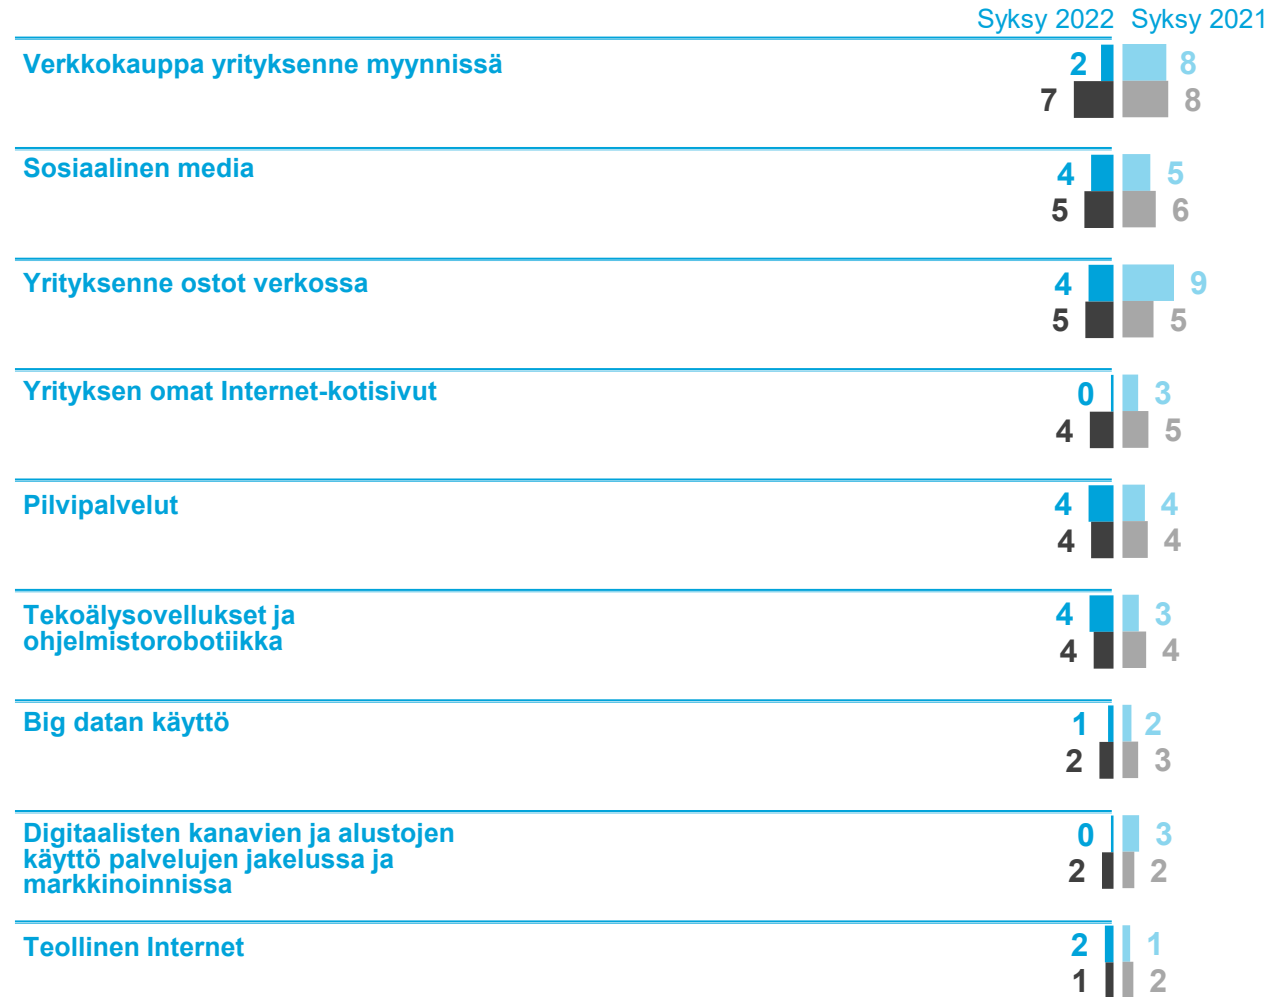 Syksy 2022 Syksy 2021
Verkkokauppa yrityksenne myynnissä
2 8
7 8
Sosiaalinen media
4 5
5 6
Yrityksenne ostot verkossa
4 9
5 5
Yrityksen omat Internet-kotisivut
0 3
4 5
Pilvipalvelut
4 4
4 4
Tekoälysovellukset ja
ohjelmistorobotiikka
4 3
4 4
Big datan käyttö
1 2
2 3
Digitaalisten kanavien ja alustojen
käyttö palvelujen jakelussa ja
markkinoinnissa
0 3
2 2
Teollinen Internet
2 1
1 2